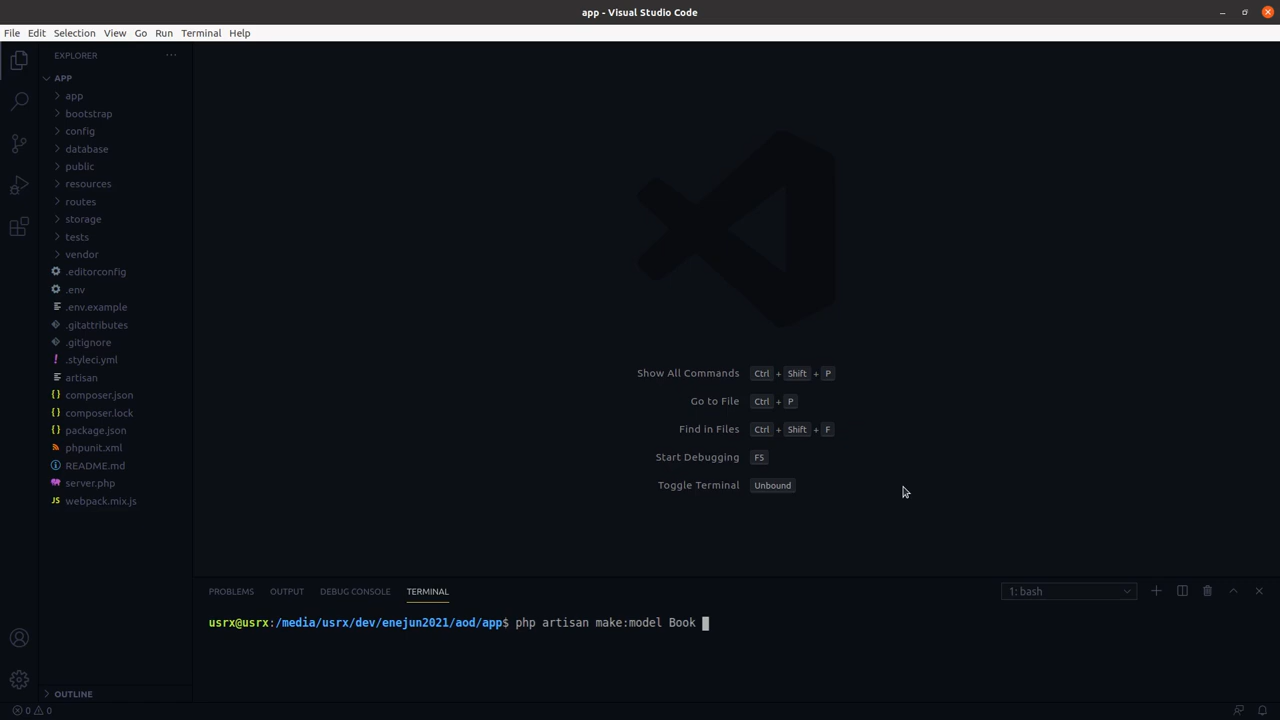 app - Visual Studio Code
File Edit Selection View Go Run Terminal Help
EXPLORER
APP
app
bootstrap
config
database
public
resources
routes
storage
tests
vendor
.editorconfig
.env
.env.example
.gitattributes
.gitignore
.styleci.yml
artisan
composer.json
composer.lock
package.json
phpunit.xml
README.md
server.php
webpack.mix.js
OUTLINE
Show All Commands Ctrl + Shift + P
Go to File Ctrl + P
Find in Files Ctrl + Shift + F
Start Debugging F5
Toggle Terminal Unbound
PROBLEMS OUTPUT DEBUG CONSOLE TERMINAL
1: bash
usrx@usrx:/media/usrx/dev/enejun2021/aod/app$ php artisan make:model Book
0 0